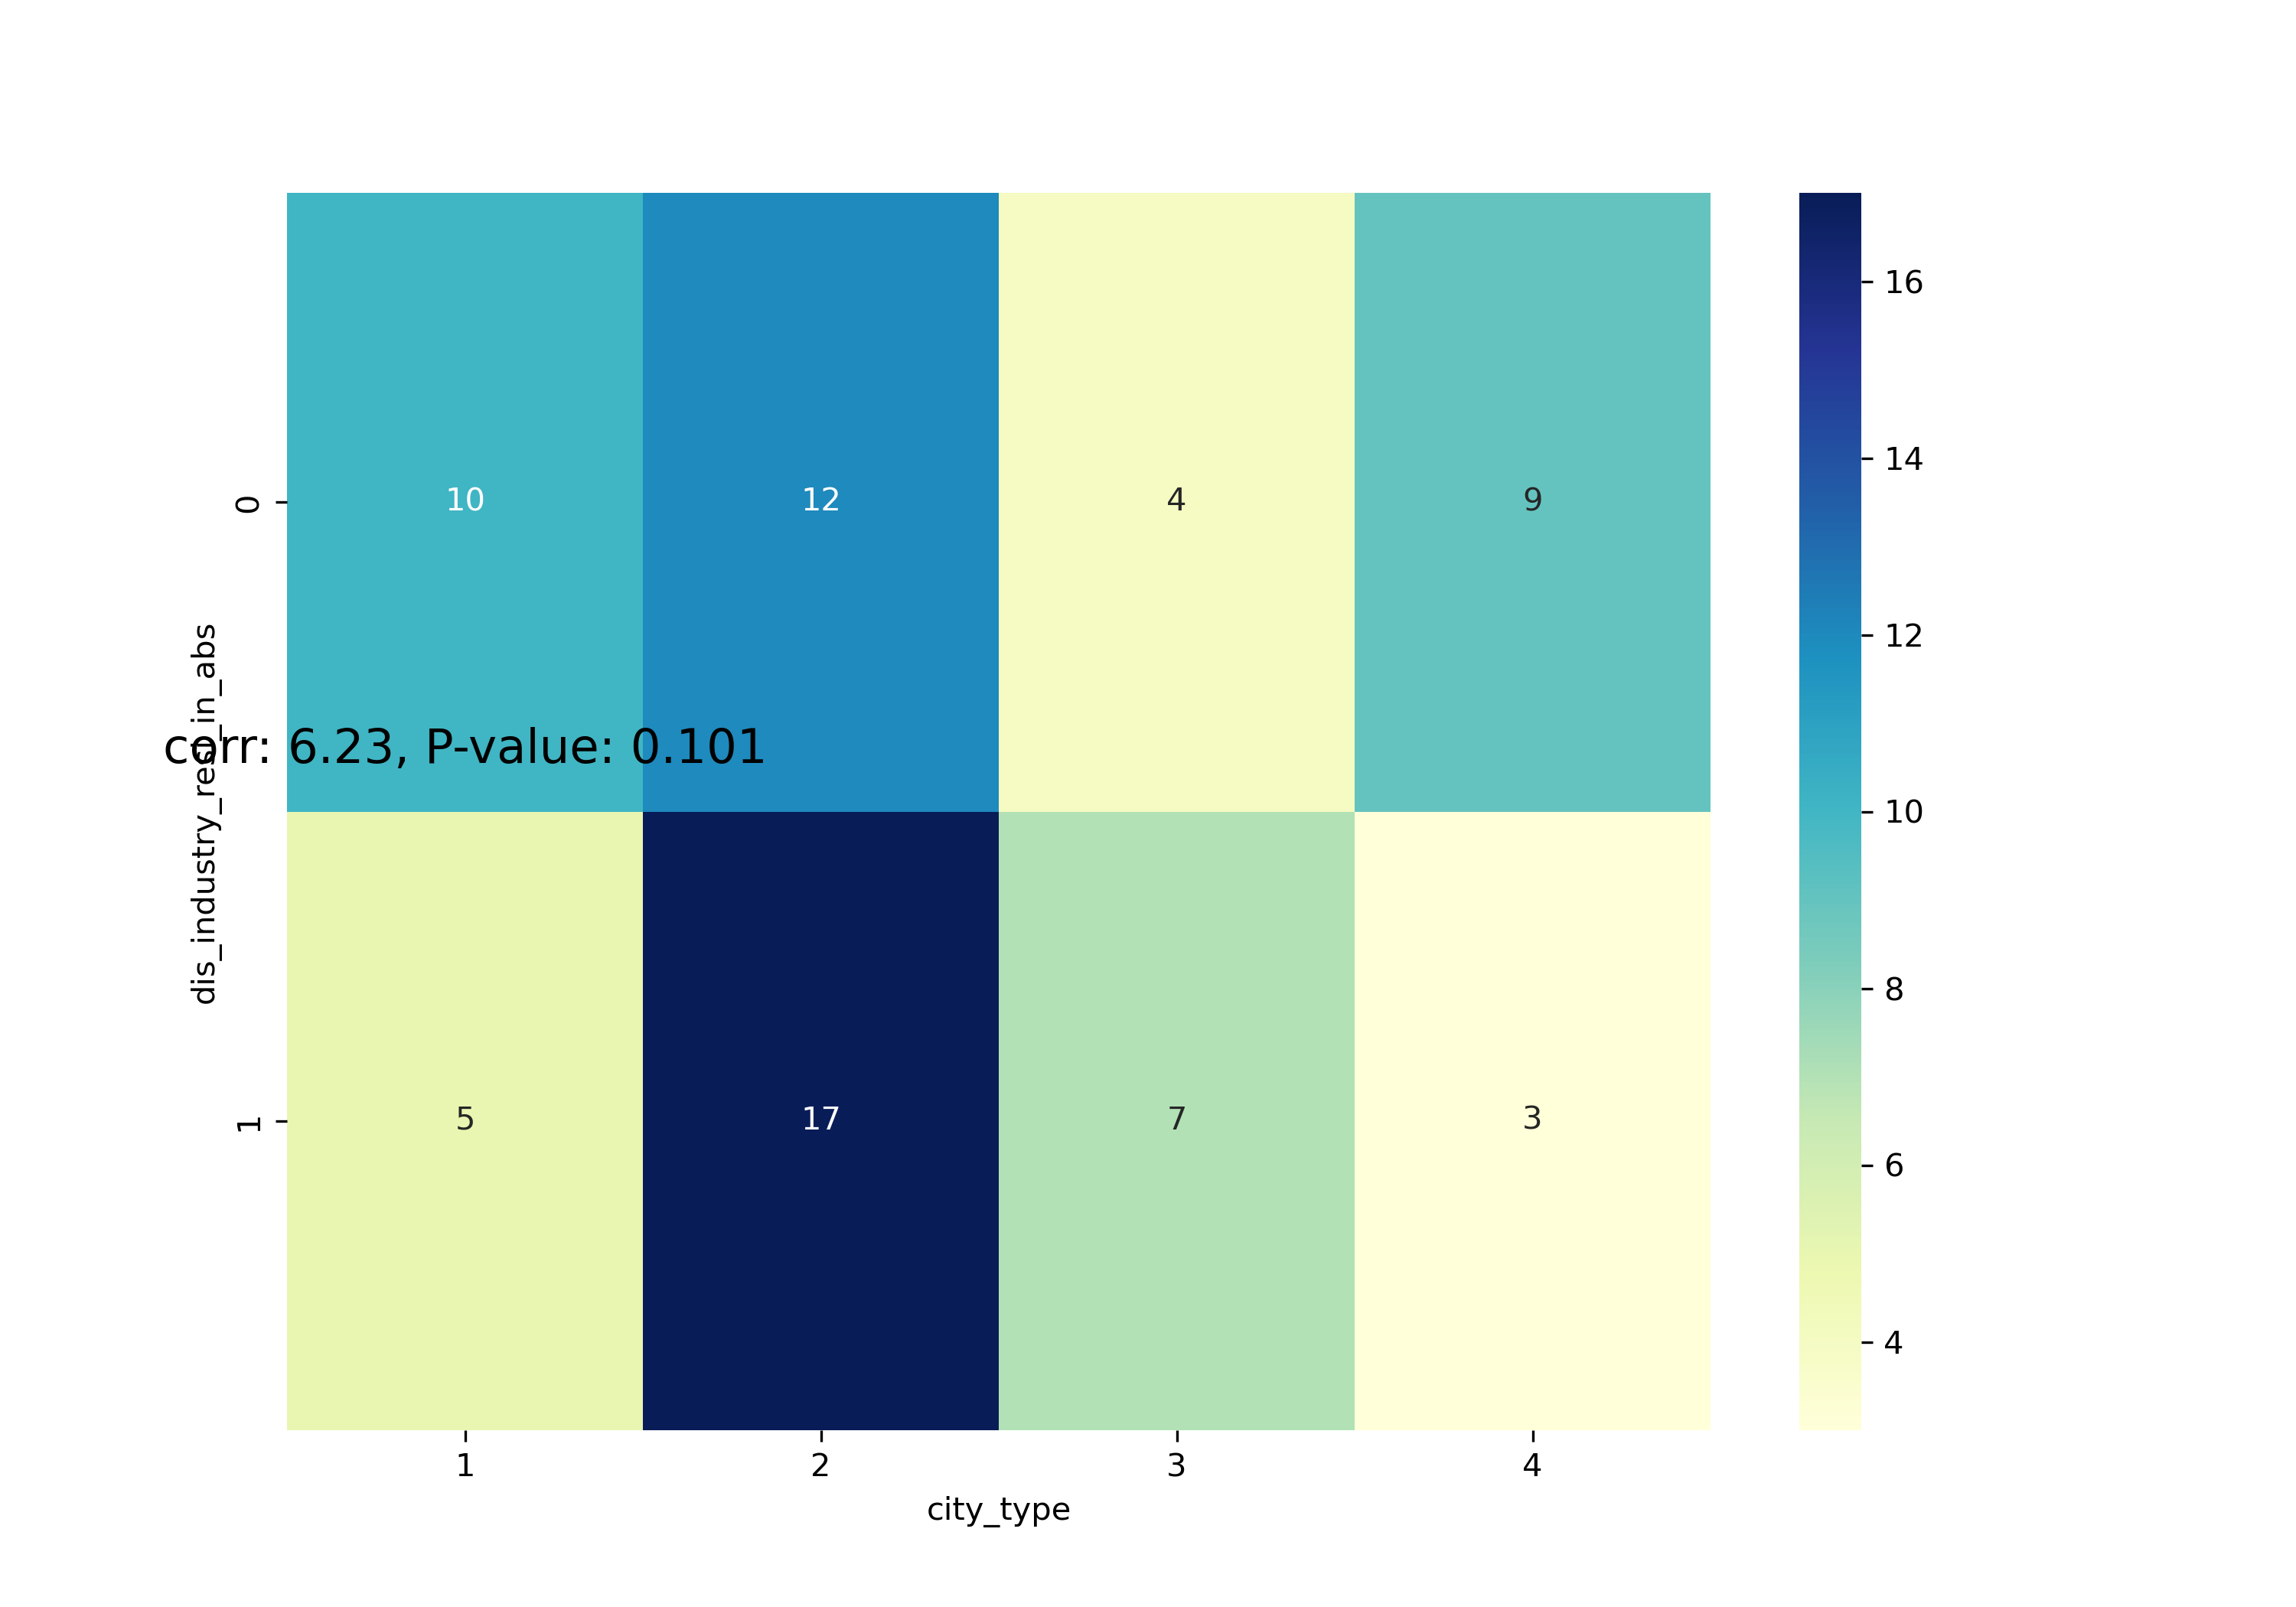 16
14
12
10
8
6
4
0
10 12 4 9
corr: 6.23, P-value: 0.101
dis_industry_resl_in_abs
1
5 17 7 3
1 2 3 4
city_type